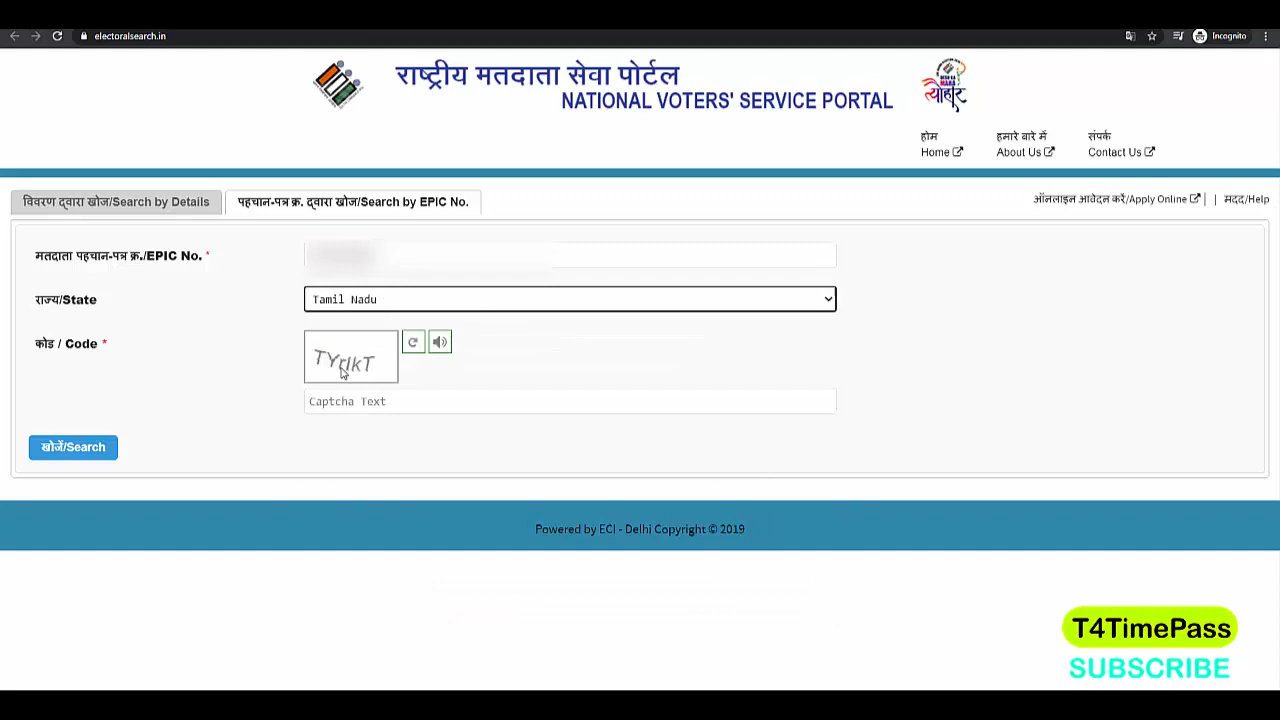 electoralsearch.in
Incognito
राष्ट्रीय मतदाता सेवा पोर्टल
NATIONAL VOTERS' SERVICE PORTAL
होम
Home
हमारे बारे में
About Us
संपर्क
Contact Us
विवरण द्वारा खोज/Search by Details
पहचान-पत्र क्र. द्वारा खोज/Search by EPIC No.
ऑनलाइन आवेदन करें/Apply Online | | मदद/Help
मतदाता पहचान-पत्र क्र./EPIC No. *
राज्य/State
Tamil Nadu
कोड / Code *
Captcha Text
खोजें/Search
Powered by ECI - Delhi Copyright © 2019
T4TimePass
SUBSCRIBE